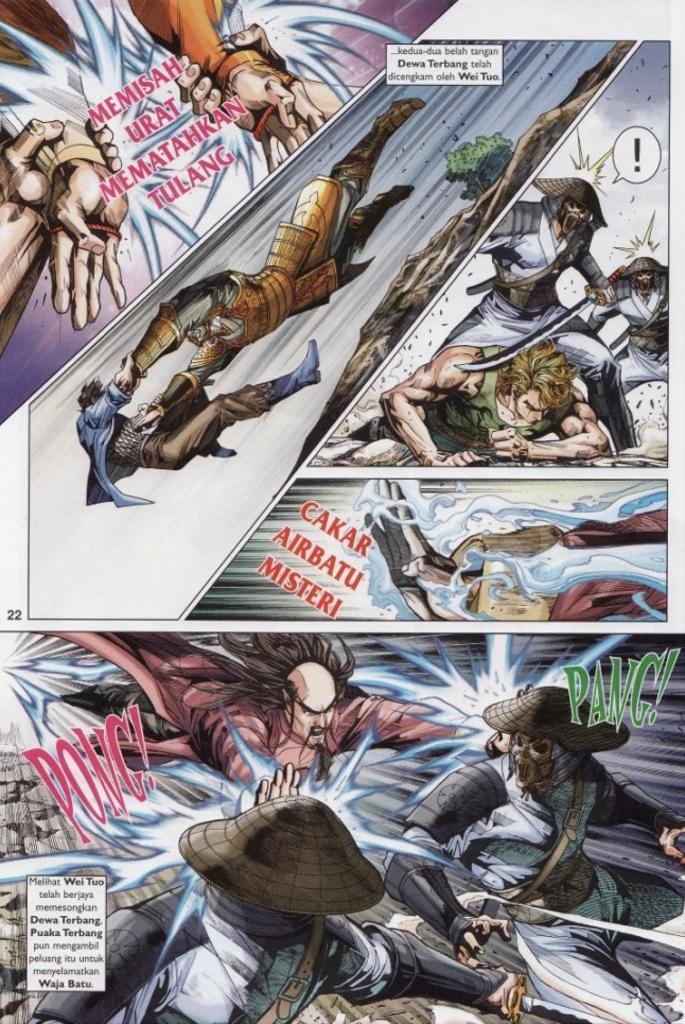 MEMISAH
URAT
MEMATAHKAN
TULANG
...kedua-dua belah tangan
Dewa Terbang telah
dicengkam oleh Wei Tuo.
!
CAKAR
AIRBATU
MISTERI
22
PONG!
PANG!
Melihat Wei Tuo
telah berjaya
memesongkan
Dewa Terbang,
Puaka Terbang
pun mengambil
peluang itu untuk
menyelamatkan
Waja Batu.